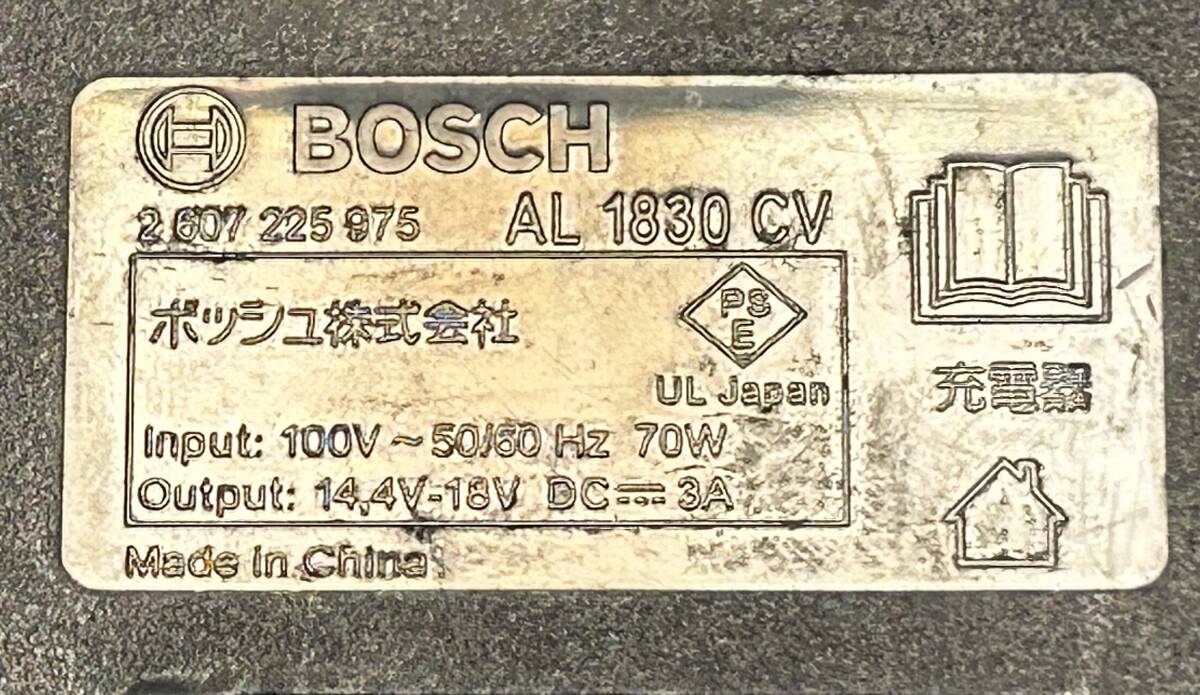 BOSCH
2 607 225 975 AL 1830 CV
ボッシュ株式会社
PS
E
UL Japan
Input: 100V ~ 50/60 Hz 70W
Output: 14,4V-18V DC⎓ 3A
Made in China
充電器